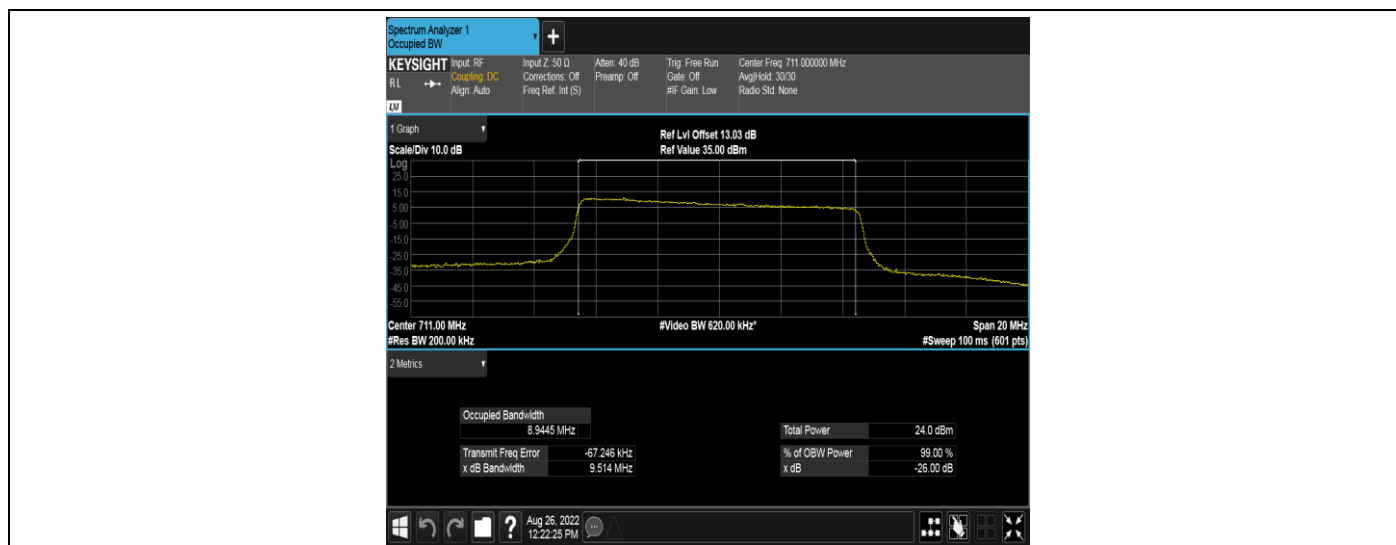 Spectrum Analyzer 1
Occupied BW
+
KEYSIGHT Input: RF Input Z: 50 Ω Atten: 40 dB Trig: Free Run Center Freq: 711.000000 MHz
R L Coupling: DC Corrections: Off Preamp: Off Gate: Off Avg|Hold: 30/30
Align: Auto Freq Ref: Int (S) #IF Gain: Low Radio Std: None
LXI
1 Graph
Ref Lvl Offset 13.03 dB
Scale/Div 10.0 dB Ref Value 35.00 dBm
Log
25.0
15.0
5.00
-5.00
-15.0
-25.0
-35.0
-45.0
-55.0
Center 711.00 MHz #Video BW 620.00 kHz* Span 20 MHz
#Res BW 200.00 kHz #Sweep 100 ms (601 pts)
2 Metrics
Occupied Bandwidth
8.9445 MHz Total Power 24.0 dBm
Transmit Freq Error -67.246 kHz % of OBW Power 99.00 %
x dB Bandwidth 9.514 MHz x dB -26.00 dB
? Aug 26, 2022
12:22:25 PM